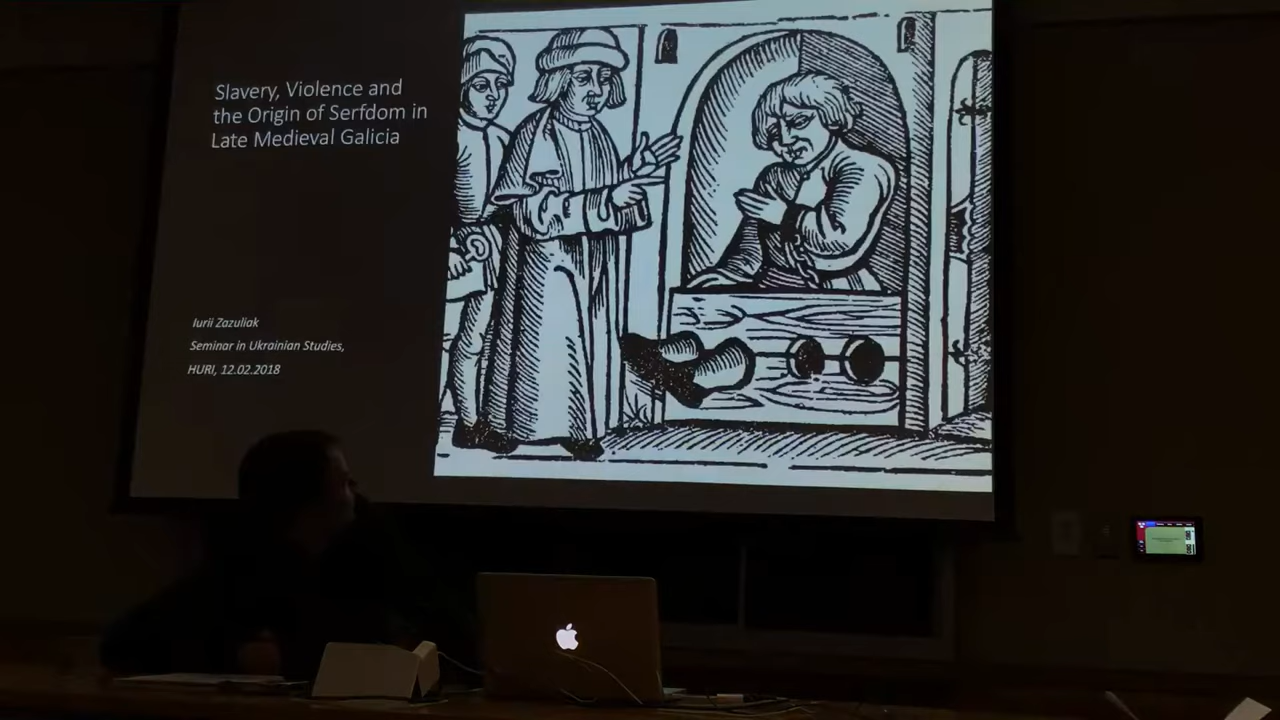 Slavery, Violence and
the Origin of Serfdom in
Late Medieval Galicia
Iurii Zazuliak
Seminar in Ukrainian Studies,
HURI, 12.02.2018